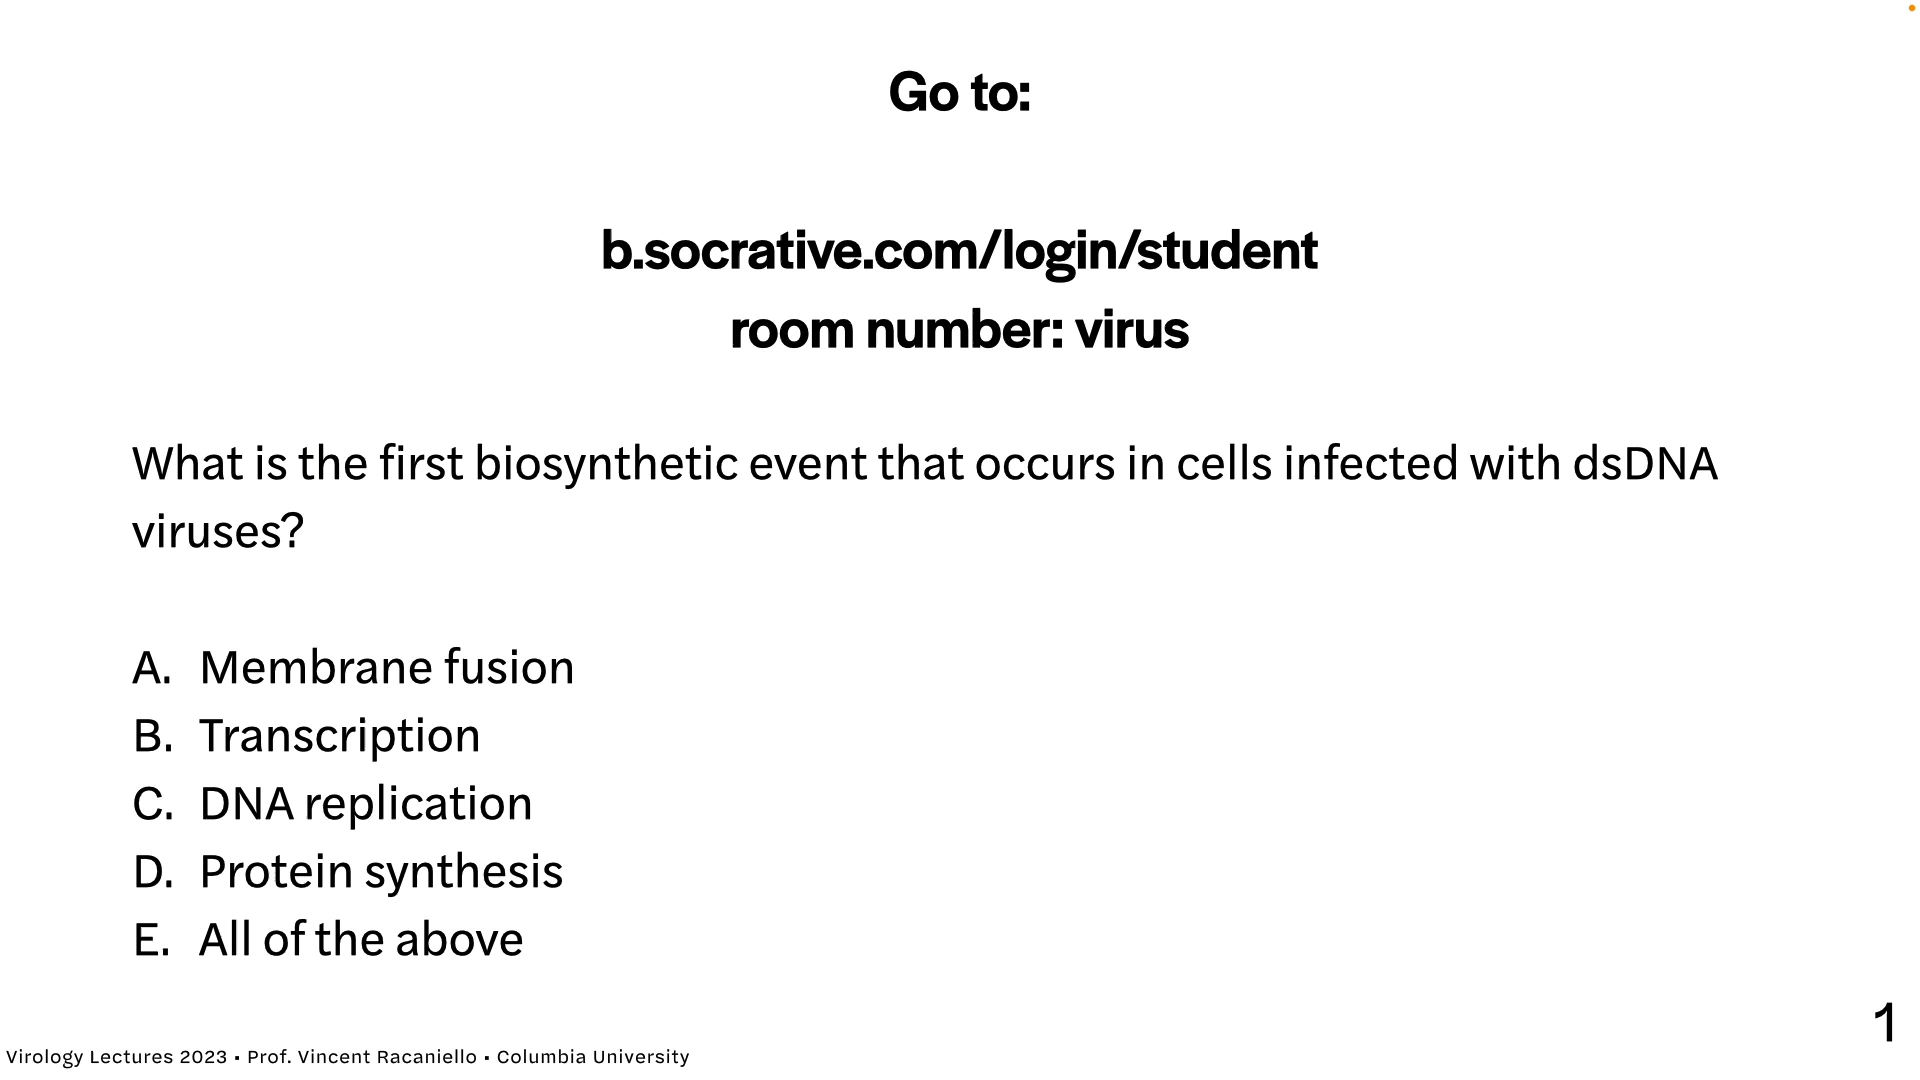 Go to:
b.socrative.com/login/student
room number: virus
What is the first biosynthetic event that occurs in cells infected with dsDNA
viruses?
A. Membrane fusion
B. Transcription
C. DNA replication
D. Protein synthesis
E. All of the above
1
Virology Lectures 2023 • Prof. Vincent Racaniello • Columbia University